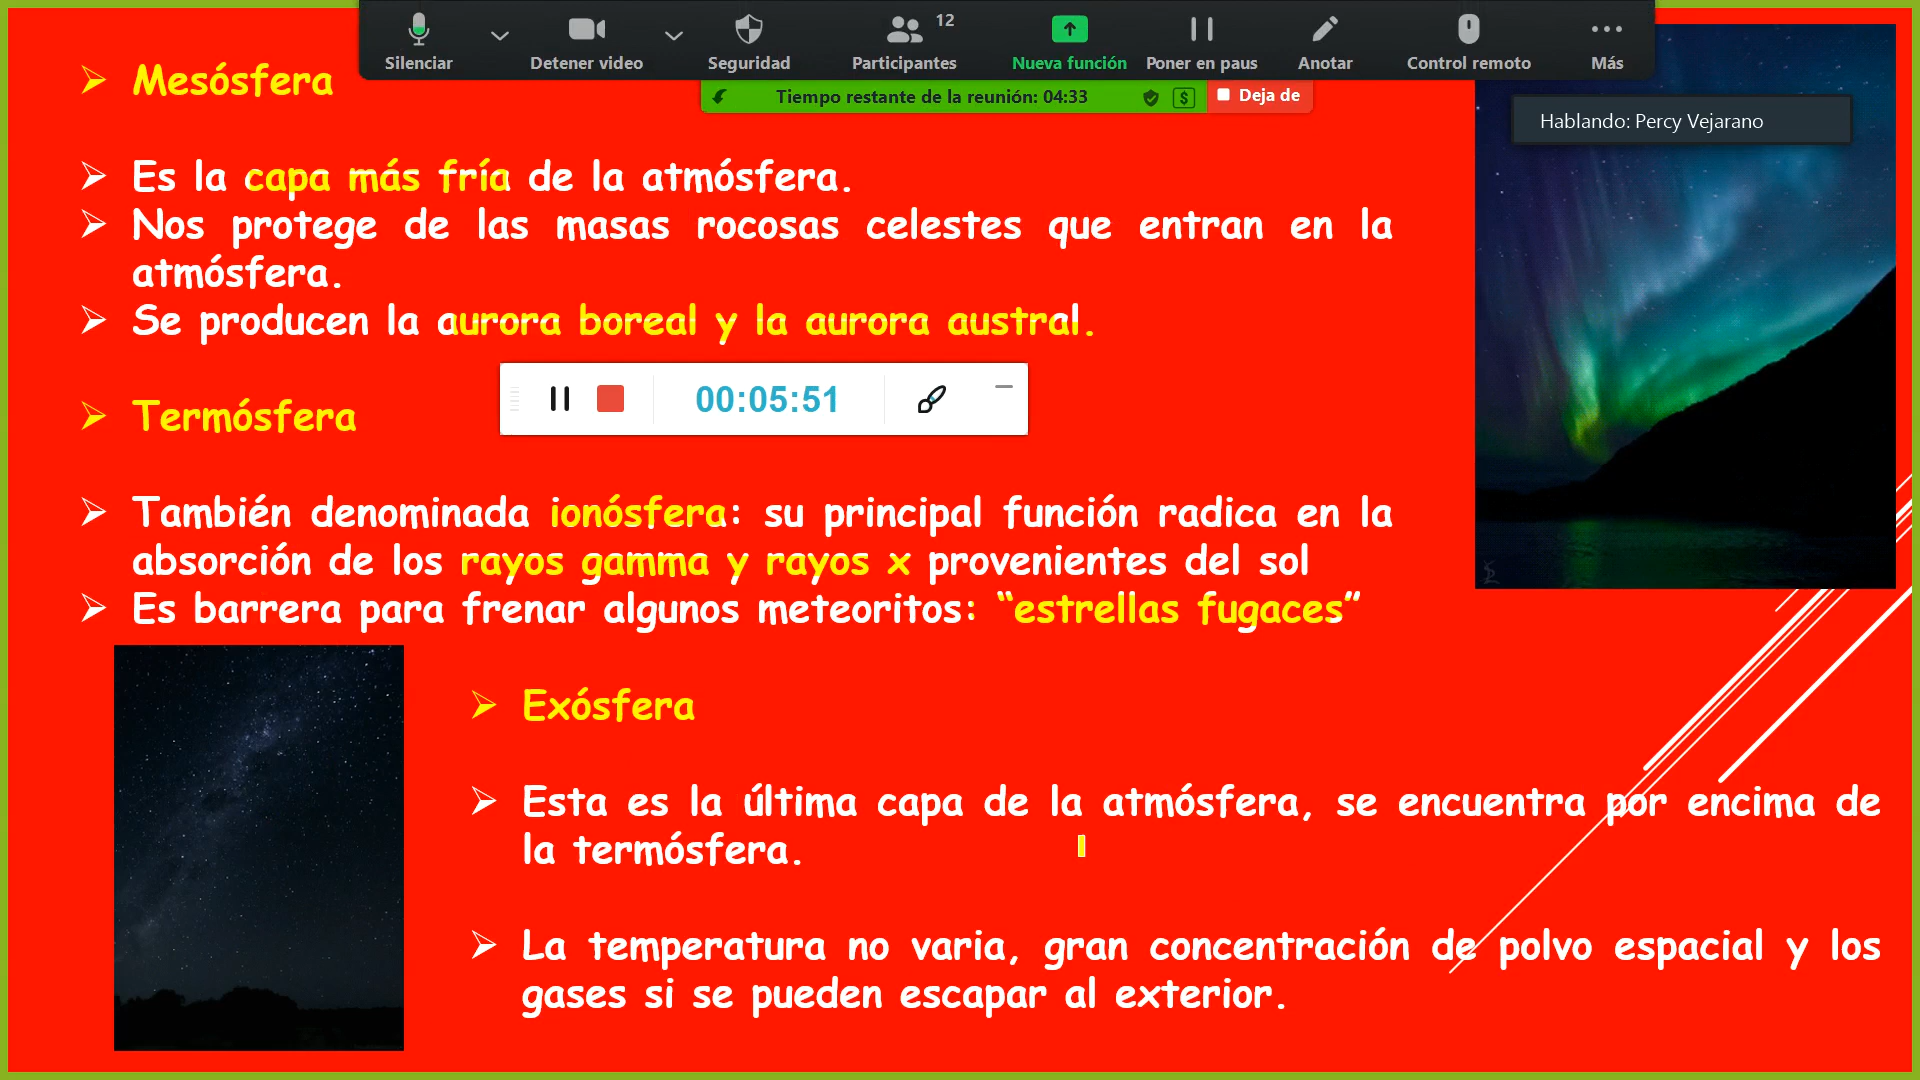 Silenciar
Detener video
Seguridad
Participantes 12
Nueva función
Poner en paus
Anotar
Control remoto
Más
Tiempo restante de la reunión: 04:33
$
Deja de
Hablando: Percy Vejarano
Mesósfera
Es la capa más fría de la atmósfera.
Nos protege de las masas rocosas celestes que entran en la
atmósfera.
Se producen la aurora boreal y la aurora austral.
00:05:51
Termósfera
También denominada ionósfera: su principal función radica en la
absorción de los rayos gamma y rayos x provenientes del sol
Es barrera para frenar algunos meteoritos: “estrellas fugaces”
Exósfera
Esta es la última capa de la atmósfera, se encuentra por encima de
la termósfera.
La temperatura no varia, gran concentración de polvo espacial y los
gases si se pueden escapar al exterior.